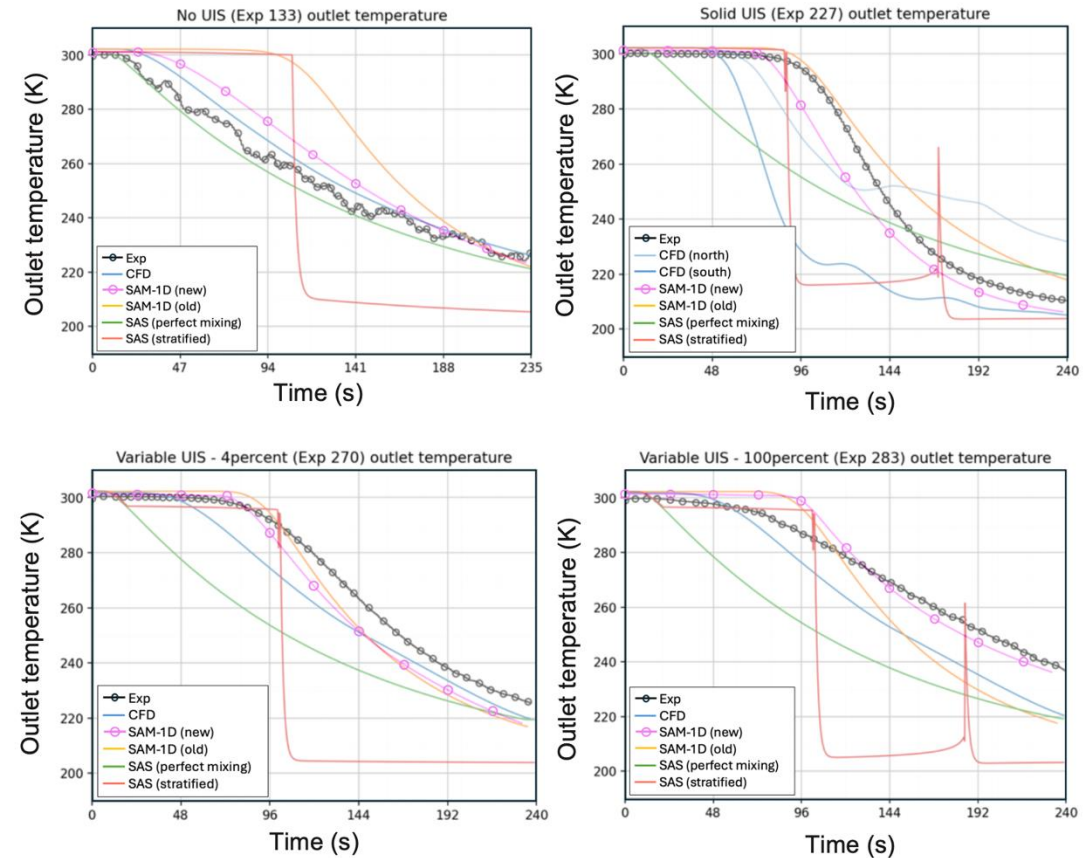 No UIS (Exp 133) outlet temperature
Outlet temperature (K)
300
280
260
240
220
200
Exp
CFD
SAM-1D (new)
SAM-1D (old)
SAS (perfect mixing)
SAS (stratified)
0 47 94 141 188 235
Time (s)
Solid UIS (Exp 227) outlet temperature
Outlet temperature (K)
300
280
260
240
220
200
Exp
CFD (north)
CFD (south)
SAM-1D (new)
SAM-1D (old)
SAS (perfect mixing)
SAS (stratified)
0 48 96 144 192 240
Time (s)
Variable UIS - 4percent (Exp 270) outlet temperature
Outlet temperature (K)
300
280
260
240
220
200
Exp
CFD
SAM-1D (new)
SAM-1D (old)
SAS (perfect mixing)
SAS (stratified)
0 48 96 144 192 240
Time (s)
Variable UIS - 100percent (Exp 283) outlet temperature
Outlet temperature (K)
300
280
260
240
220
200
Exp
CFD
SAM-1D (new)
SAM-1D (old)
SAS (perfect mixing)
SAS (stratified)
0 48 96 144 192 240
Time (s)